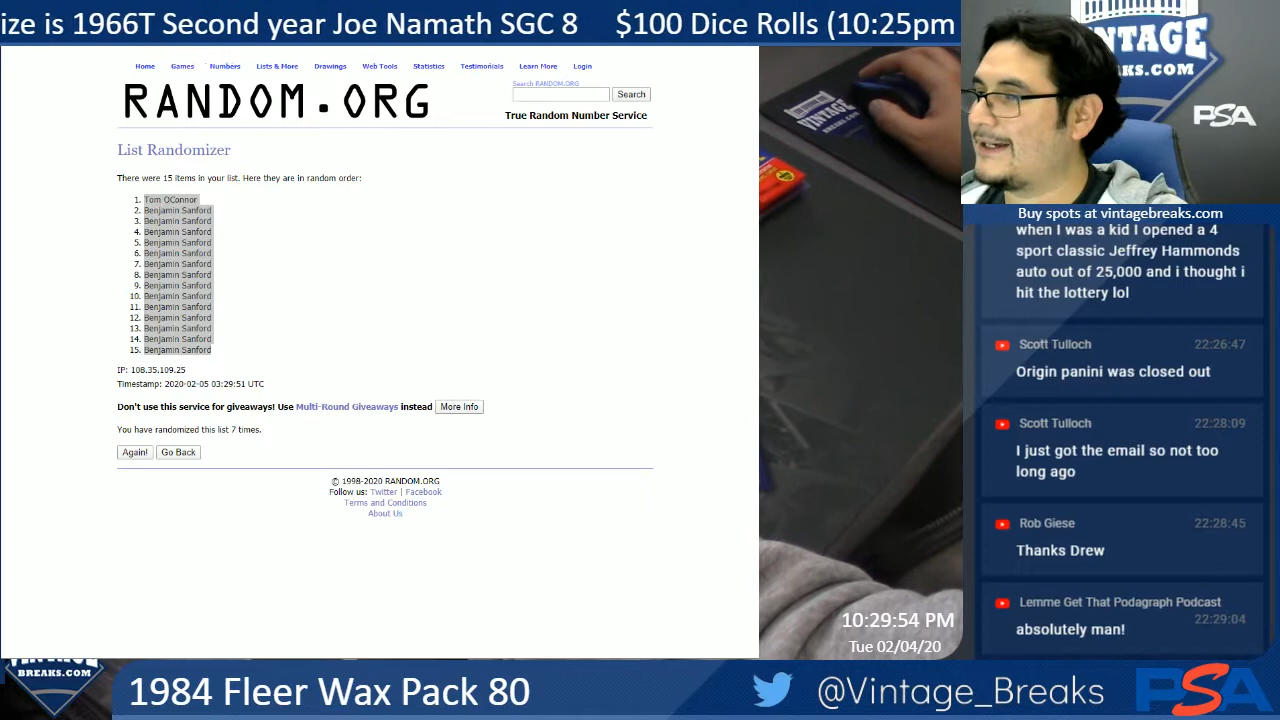 ize is 1966T Second year Joe Namath SGC 8 $100 Dice Rolls (10:25pm
Home Games Numbers Lists & More Drawings Web Tools Statistics Testimonials Learn More Login
RANDOM.ORG
Search RANDOM.ORG
Search
True Random Number Service
List Randomizer
There were 15 items in your list. Here they are in random order:
1. Tom OConnor
2. Benjamin Sanford
3. Benjamin Sanford
4. Benjamin Sanford
5. Benjamin Sanford
6. Benjamin Sanford
7. Benjamin Sanford
8. Benjamin Sanford
9. Benjamin Sanford
10. Benjamin Sanford
11. Benjamin Sanford
12. Benjamin Sanford
13. Benjamin Sanford
14. Benjamin Sanford
15. Benjamin Sanford
IP: 108.35.109.25
Timestamp: 2020-02-05 03:29:51 UTC
Don't use this service for giveaways! Use Multi-Round Giveaways instead More Info
You have randomized this list 7 times.
Again! Go Back
© 1998-2020 RANDOM.ORG
Follow us: Twitter | Facebook
Terms and Conditions
About Us
VINTAGE
BREAKS.COM
INTAGE
KS.COM
PSA
Buy spots at vintagebreaks.com
when I was a kid I opened a 4
sport classic Jeffrey Hammonds
auto out of 25,000 and i thought i
hit the lottery lol
Scott Tulloch 22:26:47
Origin panini was closed out
Scott Tulloch 22:28:09
I just got the email so not too
long ago
Rob Giese 22:28:45
Thanks Drew
Lemme Get That Podagraph Podcast
22:29:04
absolutely man!
10:29:54 PM
Tue 02/04/20
BREAKS.COM
1984 Fleer Wax Pack 80
@Vintage_Breaks
PSA